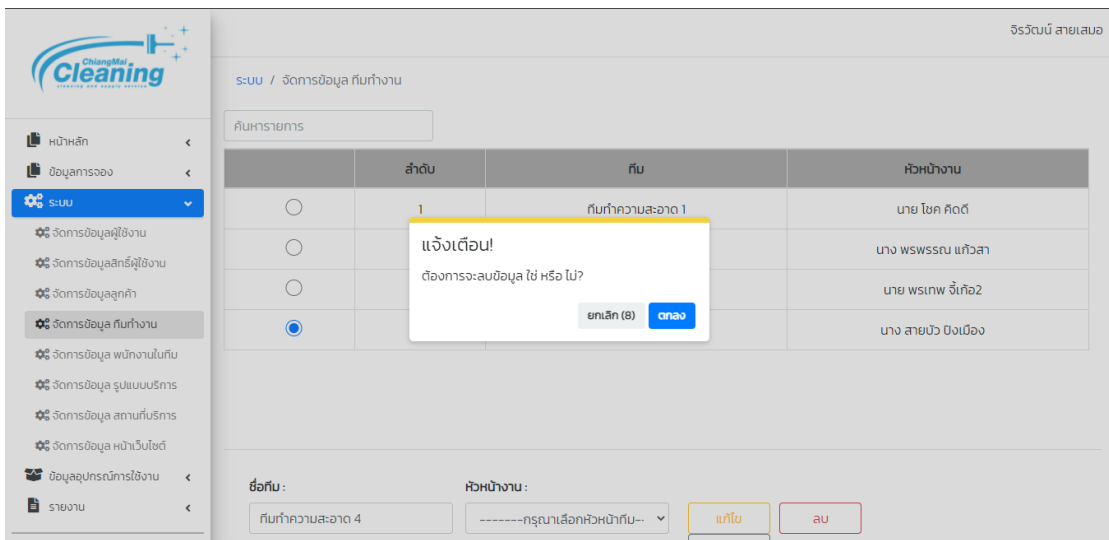 จิรวัฒน์ สายเสมอ
ChiangMai
Cleaning
cleaning and supply service
ระบบ / จัดการข้อมูล ทีมทำงาน
ค้นหารายการ
หน้าหลัก
ข้อมูลการจอง
ระบบ
จัดการข้อมูลผู้ใช้งาน
จัดการข้อมูลสิทธิ์ผู้ใช้งาน
จัดการข้อมูลลูกค้า
จัดการข้อมูล ทีมทำงาน
จัดการข้อมูล พนักงานในทีม
จัดการข้อมูล รูปแบบบริการ
จัดการข้อมูล สถานที่บริการ
จัดการข้อมูล หน้าเว็บไซต์
ข้อมูลอุปกรณ์การใช้งาน
รายงาน
ลำดับ ทีม หัวหน้างาน
1 ทีมทำความสะอาด 1 นาย โชค คิดดี
นาง พรพรรณ แก้วสา
นาย พรเทพ จี้เก้อ2
นาง สายบัว ปิงเมือง
แจ้งเตือน!
ต้องการจะลบข้อมูล ใช่ หรือ ไม่?
ยกเลิก (8) ตกลง
ชื่อทีม : หัวหน้างาน :
ทีมทำความสะอาด 4 -------กรุณาเลือกหัวหน้าทีม-- แก้ไข ลบ